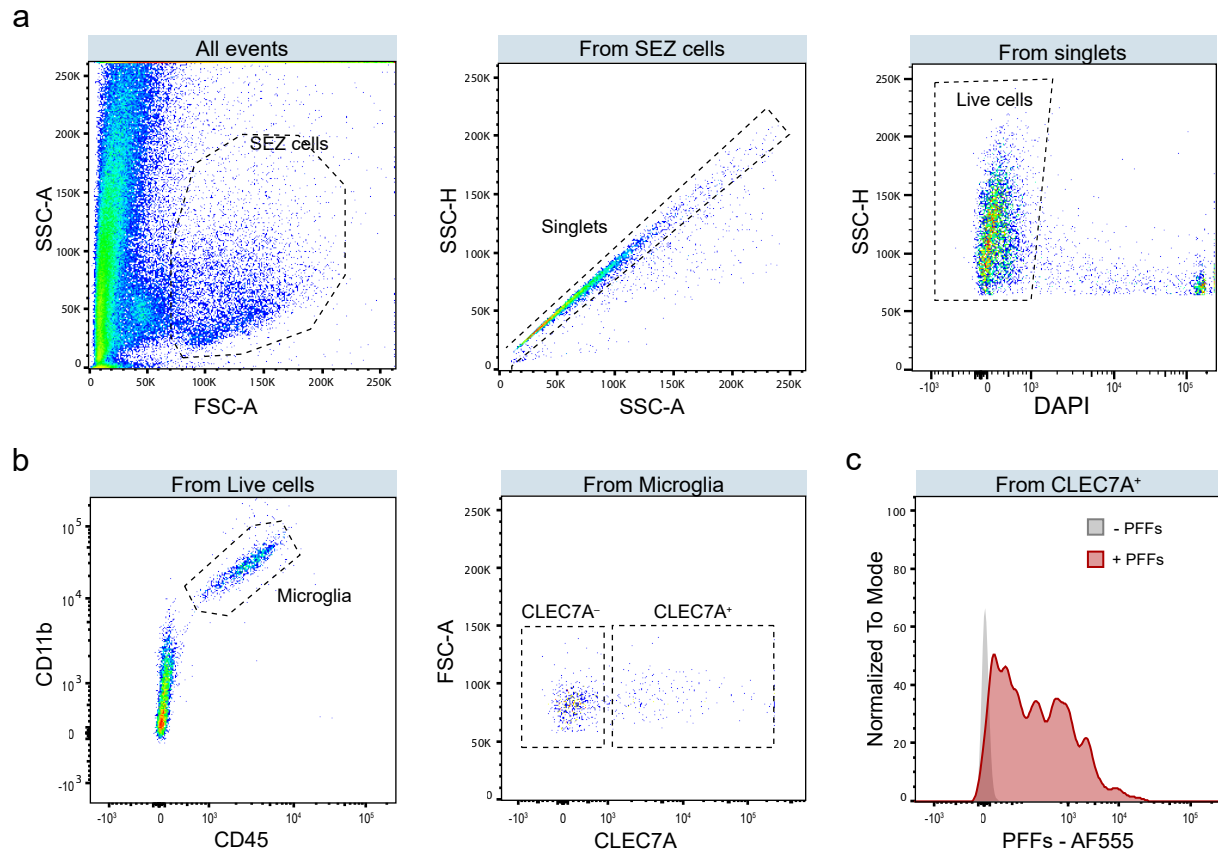 a
All events
SEZ cells
SSC-A
250K
200K
150K
100K
50K
0
0 50K 100K 150K 200K 250K
FSC-A
From SEZ cells
Singlets
SSC-H
250K
200K
150K
100K
50K
0
0 50K 100K 150K 200K 250K
SSC-A
From singlets
Live cells
SSC-H
250K
200K
150K
100K
50K
0
-10³ 0 10³ 10⁴ 10⁵
DAPI
b
From Live cells
Microglia
CD11b
10⁵
10⁴
10³
0
-10³
-10³ 0 10³ 10⁴ 10⁵
CD45
From Microglia
CLEC7A⁻ CLEC7A⁺
FSC-A
250K
200K
150K
100K
50K
0
-10³ 0 10³ 10⁴ 10⁵
CLEC7A
c
From CLEC7A⁺
- PFFs
+ PFFs
Normalized To Mode
100
80
60
40
20
0
-10³ 0 10³ 10⁴ 10⁵
PFFs - AF555